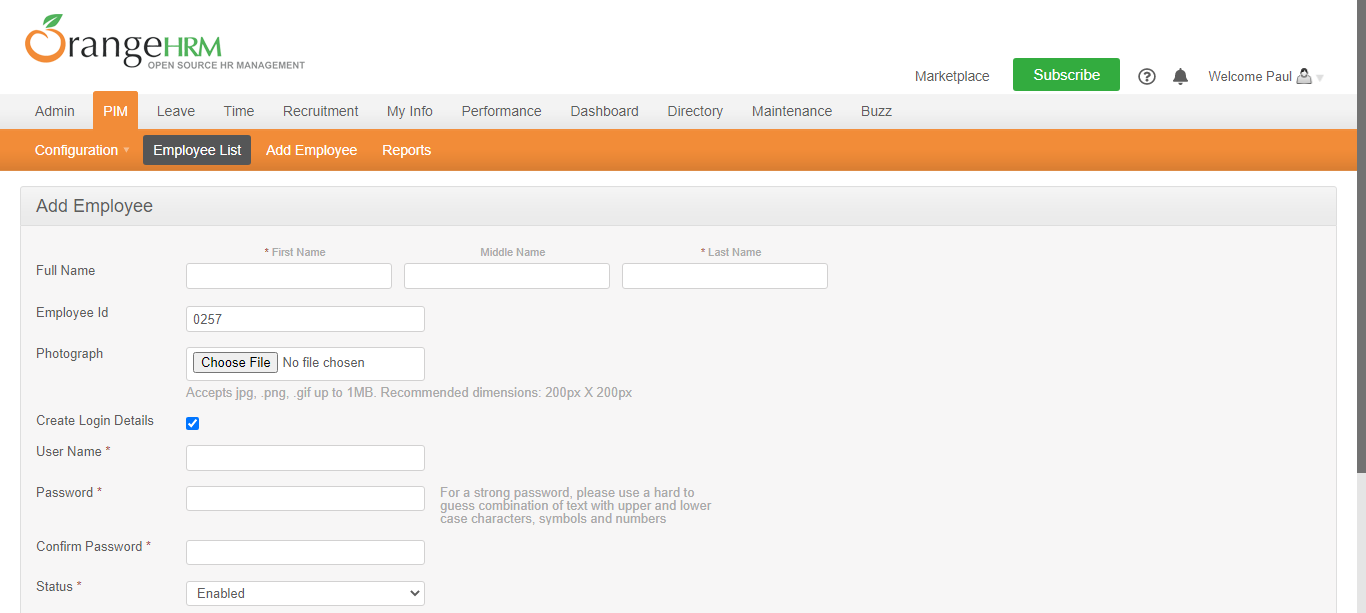 OrangeHRM
OPEN SOURCE HR MANAGEMENT
Marketplace Subscribe Welcome Paul
Admin PIM Leave Time Recruitment My Info Performance Dashboard Directory Maintenance Buzz
Configuration Employee List Add Employee Reports
Add Employee
* First Name Middle Name * Last Name
Full Name
Employee Id 0257
Photograph Choose File No file chosen
Accepts jpg, .png, .gif up to 1MB. Recommended dimensions: 200px X 200px
Create Login Details
User Name *
Password * For a strong password, please use a hard to
guess combination of text with upper and lower
case characters, symbols and numbers
Confirm Password *
Status * Enabled